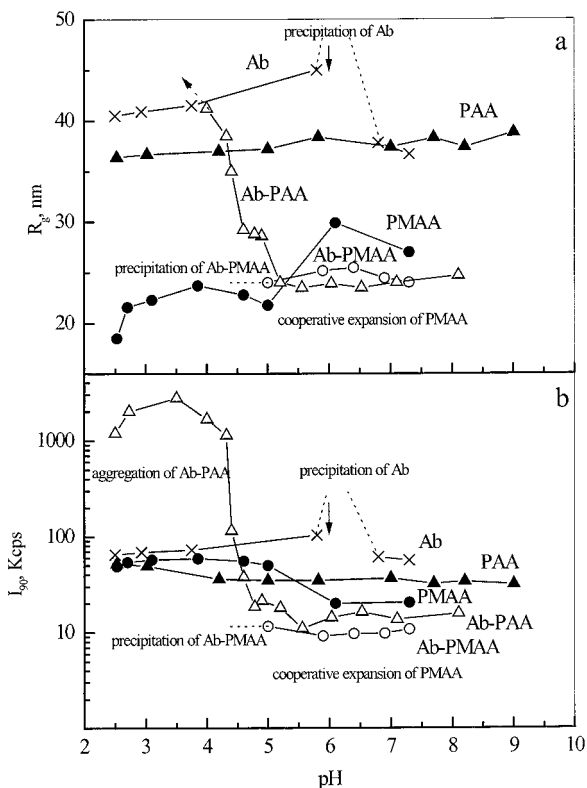 50
precipitation of Ab
a
Ab
40
PAA
Rg, nm
Ab-PAA
PMAA
30
Ab-PMAA
precipitation of Ab-PMAA
20
cooperative expansion of PMAA
b
1000
aggregation of Ab-PAA
precipitation of Ab
I90, Kcps
100
Ab
PAA
PMAA
Ab-PAA
10
Ab-PMAA
precipitation of Ab-PMAA
cooperative expansion of PMAA
2 3 4 5 6 7 8 9 10
pH